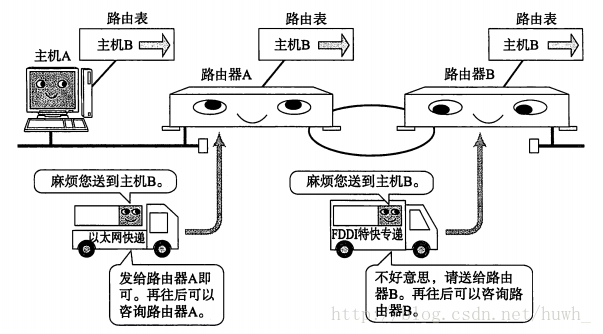 路由表
路由表
路由表
主机B
主机B
主机B
主机A
路由器A
路由器B
麻烦您送到主机B。
麻烦您送到主机B。
以太网快递
FDDI特快专递
发给路由器A即
可。再往后可以
咨询路由器A。
不好意思，请送给路由
器B。再往后可以咨询路
由器B。
http://blog.csdn.net/huwh_